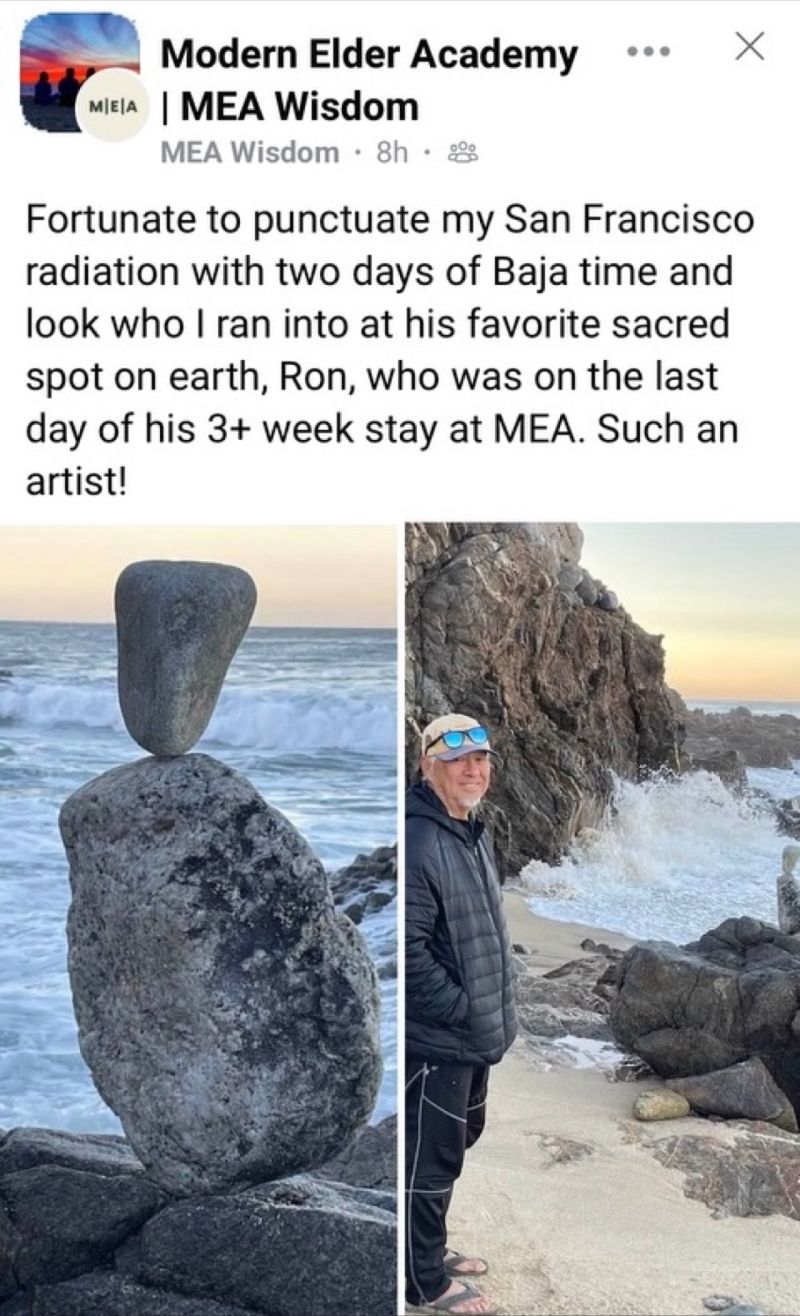 Modern Elder Academy
| MEA Wisdom
M|E|A
MEA Wisdom · 8h ·
Fortunate to punctuate my San Francisco
radiation with two days of Baja time and
look who I ran into at his favorite sacred
spot on earth, Ron, who was on the last
day of his 3+ week stay at MEA. Such an
artist!